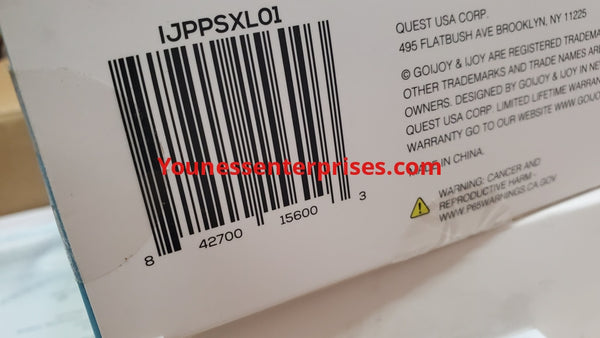 IJPPSXL01
8 42700 15600 3
QUEST USA CORP.
495 FLATBUSH AVE BROOKLYN, NY 11225
© GOIJOY & IJOY ARE REGISTERED TRADEMA
OTHER TRADEMARKS AND TRADE NAMES ARE
OWNERS. DESIGNED BY GOIJOY & IJOY IN NE
QUEST USA CORP. LIMITED LIFETIME WARRAN
WARRANTY GO TO OUR WEBSITE WWW.GOIJO
IN CHINA.
Younessenterprises.com
WARNING: CANCER AND
REPRODUCTIVE HARM -
WWW.P65WARNINGS.CA.GOV